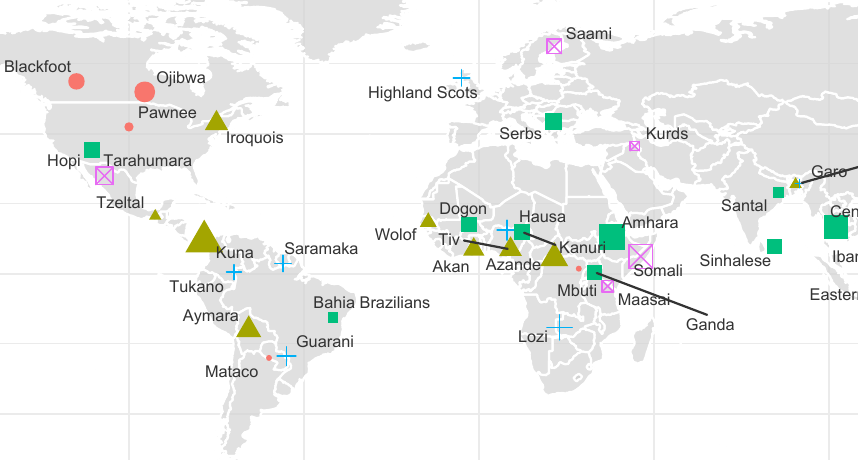 Saami
Blackfoot
Ojibwa
Highland Scots
Pawnee
Iroquois
Serbs
Kurds
Hopi
Tarahumara
Garo
Tzeltal
Santal
Dogon
Hausa
Amhara
Cen
Wolof
Tiv
Kanuri
Kuna
Saramaka
Akan
Azande
Somali
Sinhalese
Iban
Tukano
Mbuti
Maasai
Eastern
Bahia Brazilians
Aymara
Ganda
Guarani
Lozi
Mataco